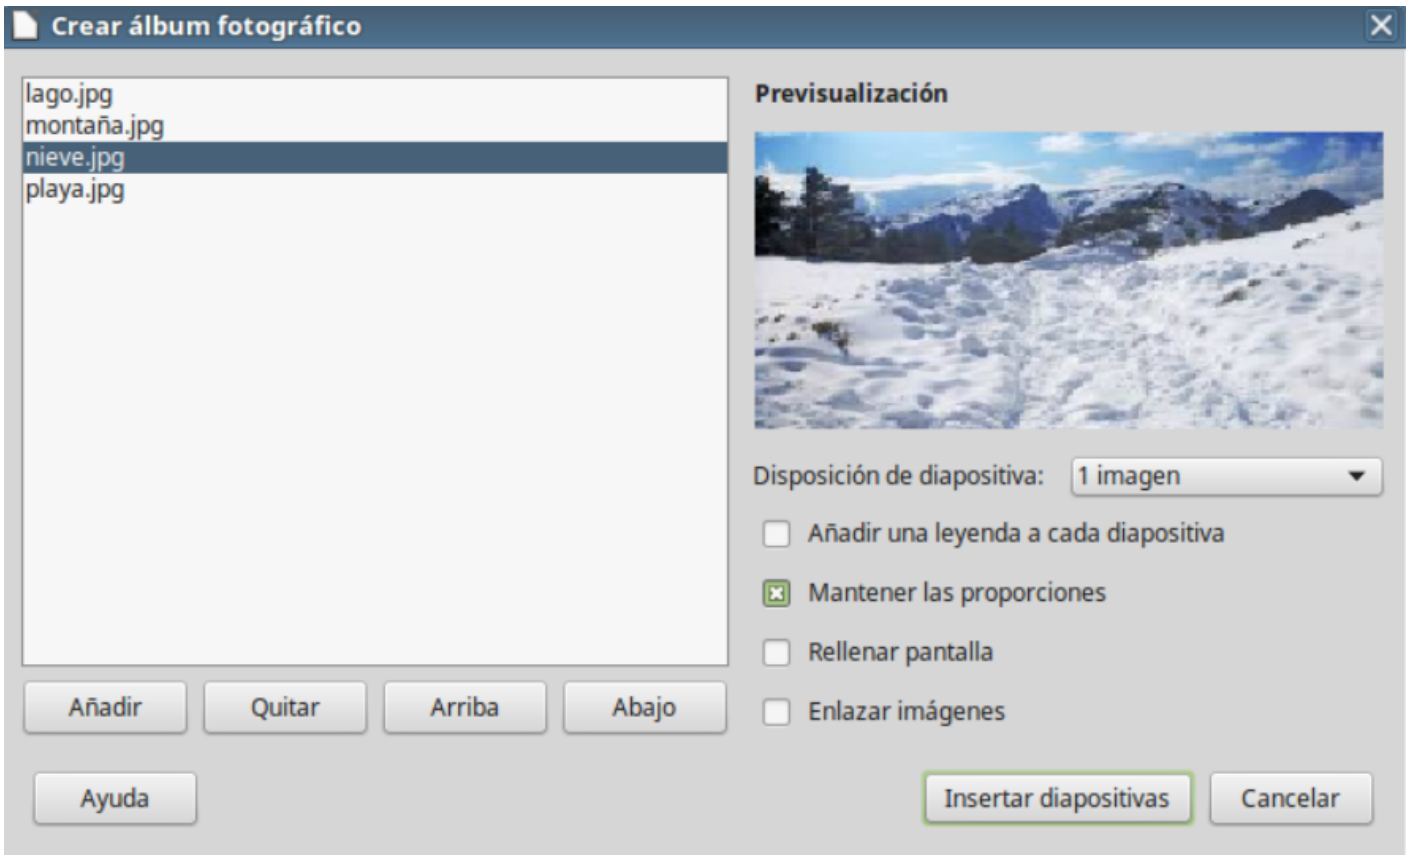 Crear álbum fotográfico
lago.jpg
montaña.jpg
nieve.jpg
playa.jpg
Añadir
Quitar
Arriba
Abajo
Previsualización
Disposición de diapositiva:
1 imagen
Añadir una leyenda a cada diapositiva
Mantener las proporciones
Rellenar pantalla
Enlazar imágenes
Ayuda
Insertar diapositivas
Cancelar